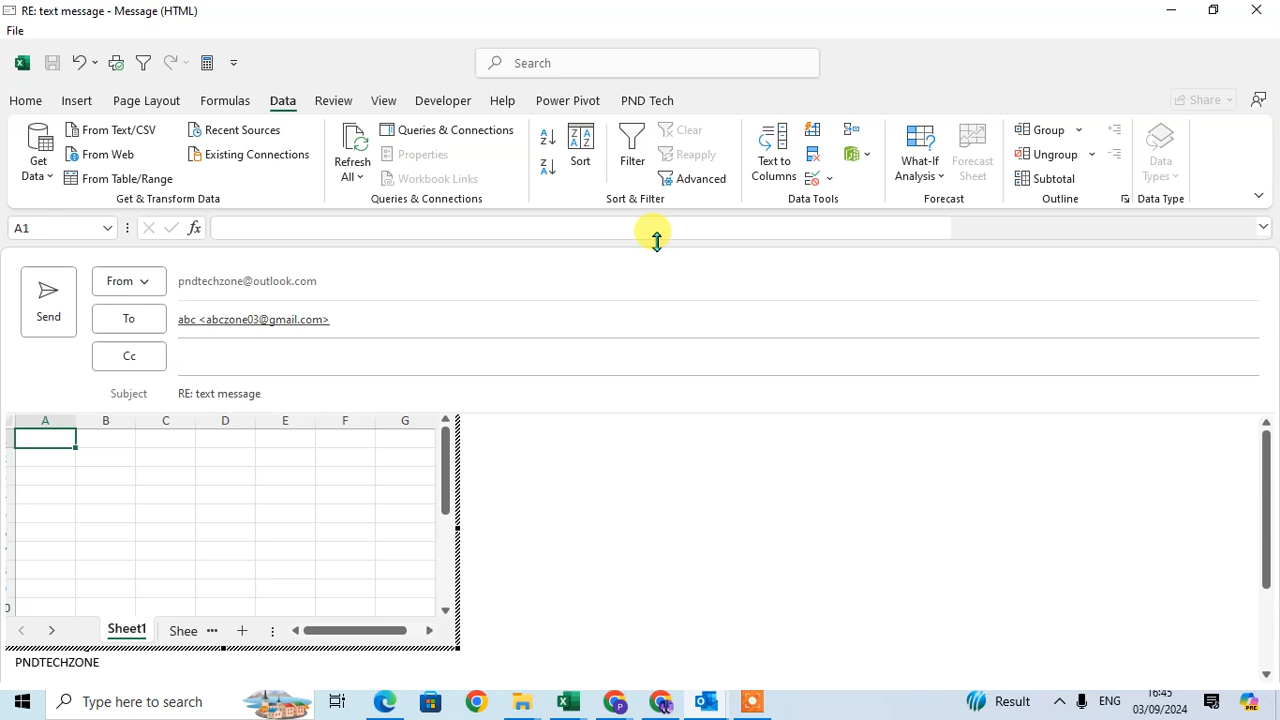 RE: text message - Message (HTML)
File
Search
Home Insert Page Layout Formulas Data Review View Developer Help Power Pivot PND Tech
Share
Get Data
From Text/CSV
From Web
From Table/Range
Recent Sources
Existing Connections
Get & Transform Data
Refresh All
Queries & Connections
Properties
Workbook Links
Queries & Connections
Sort
Filter
Clear
Reapply
Advanced
Sort & Filter
Text to Columns
Data Tools
What-If Analysis
Forecast Sheet
Forecast
Group
Ungroup
Subtotal
Outline
Data Types
Data Type
A1
fx
Send
From
pndtechzone@outlook.com
To
abc <abczone03@gmail.com>
Cc
Subject
RE: text message
A B C D E F G
Sheet1 Shee ...
PNDTECHZONE
Type here to search
Result
ENG
16:45
03/09/2024
PRE